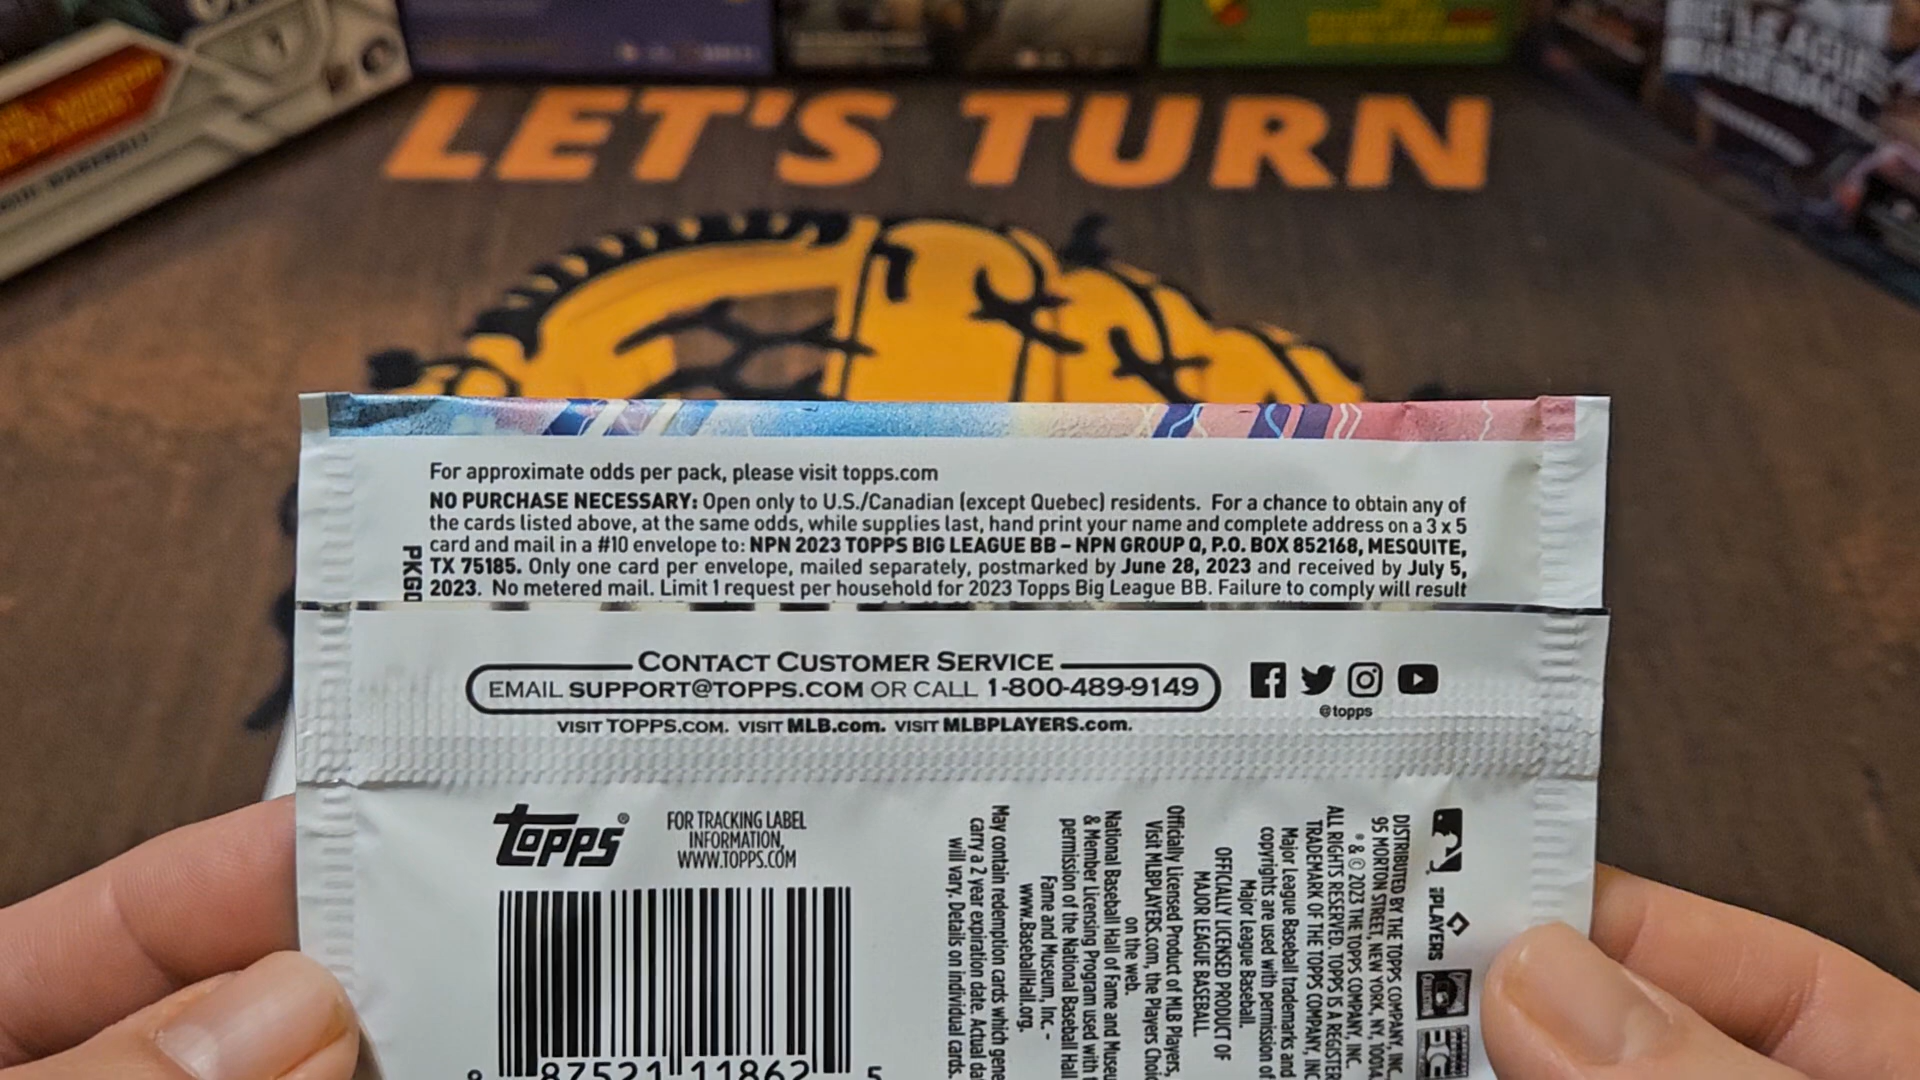 LET'S TURN
BIG LEAGUE
BASEBALL
For approximate odds per pack, please visit topps.com
NO PURCHASE NECESSARY: Open only to U.S./Canadian (except Quebec) residents. For a chance to obtain any of
the cards listed above, at the same odds, while supplies last, hand print your name and complete address on a 3 x 5
card and mail in a #10 envelope to: NPN 2023 TOPPS BIG LEAGUE BB – NPN GROUP Q, P.O. BOX 852168, MESQUITE,
TX 75185. Only one card per envelope, mailed separately, postmarked by June 28, 2023 and received by July 5,
2023. No metered mail. Limit 1 request per household for 2023 Topps Big League BB. Failure to comply will result
CONTACT CUSTOMER SERVICE
EMAIL SUPPORT@TOPPS.COM OR CALL 1-800-489-9149
@topps
VISIT TOPPS.COM. VISIT MLB.com. VISIT MLBPLAYERS.com.
topps®
FOR TRACKING LABEL
INFORMATION,
WWW.TOPPS.COM
87521 11862 5
DISTRIBUTED BY THE TOPPS COMPANY, INC.
95 MORTON STREET, NEW YORK, NY, 10014.
® & © 2023 THE TOPPS COMPANY, INC.
ALL RIGHTS RESERVED. TOPPS IS A
TRADEMARK OF THE TOPPS COMPANY, INC
Major League Baseball trademarks and
copyrights are used with permission of
Major League Baseball.
OFFICIALLY LICENSED PRODUCT OF
MAJOR LEAGUE BASEBALL.
Officially Licensed Product of MLB Players,
Visit MLBPLAYERS.com, the Players
on the web.
National Baseball Hall of Fame and
& Member Licensing Program used with
permission of the National Baseball Hall
Fame and Museum, Inc. -
www.BaseballHall.org.
May contain redemption cards which
carry a 2 year expiration date. Actual
will vary. Details on individual cards.
PLAYERS